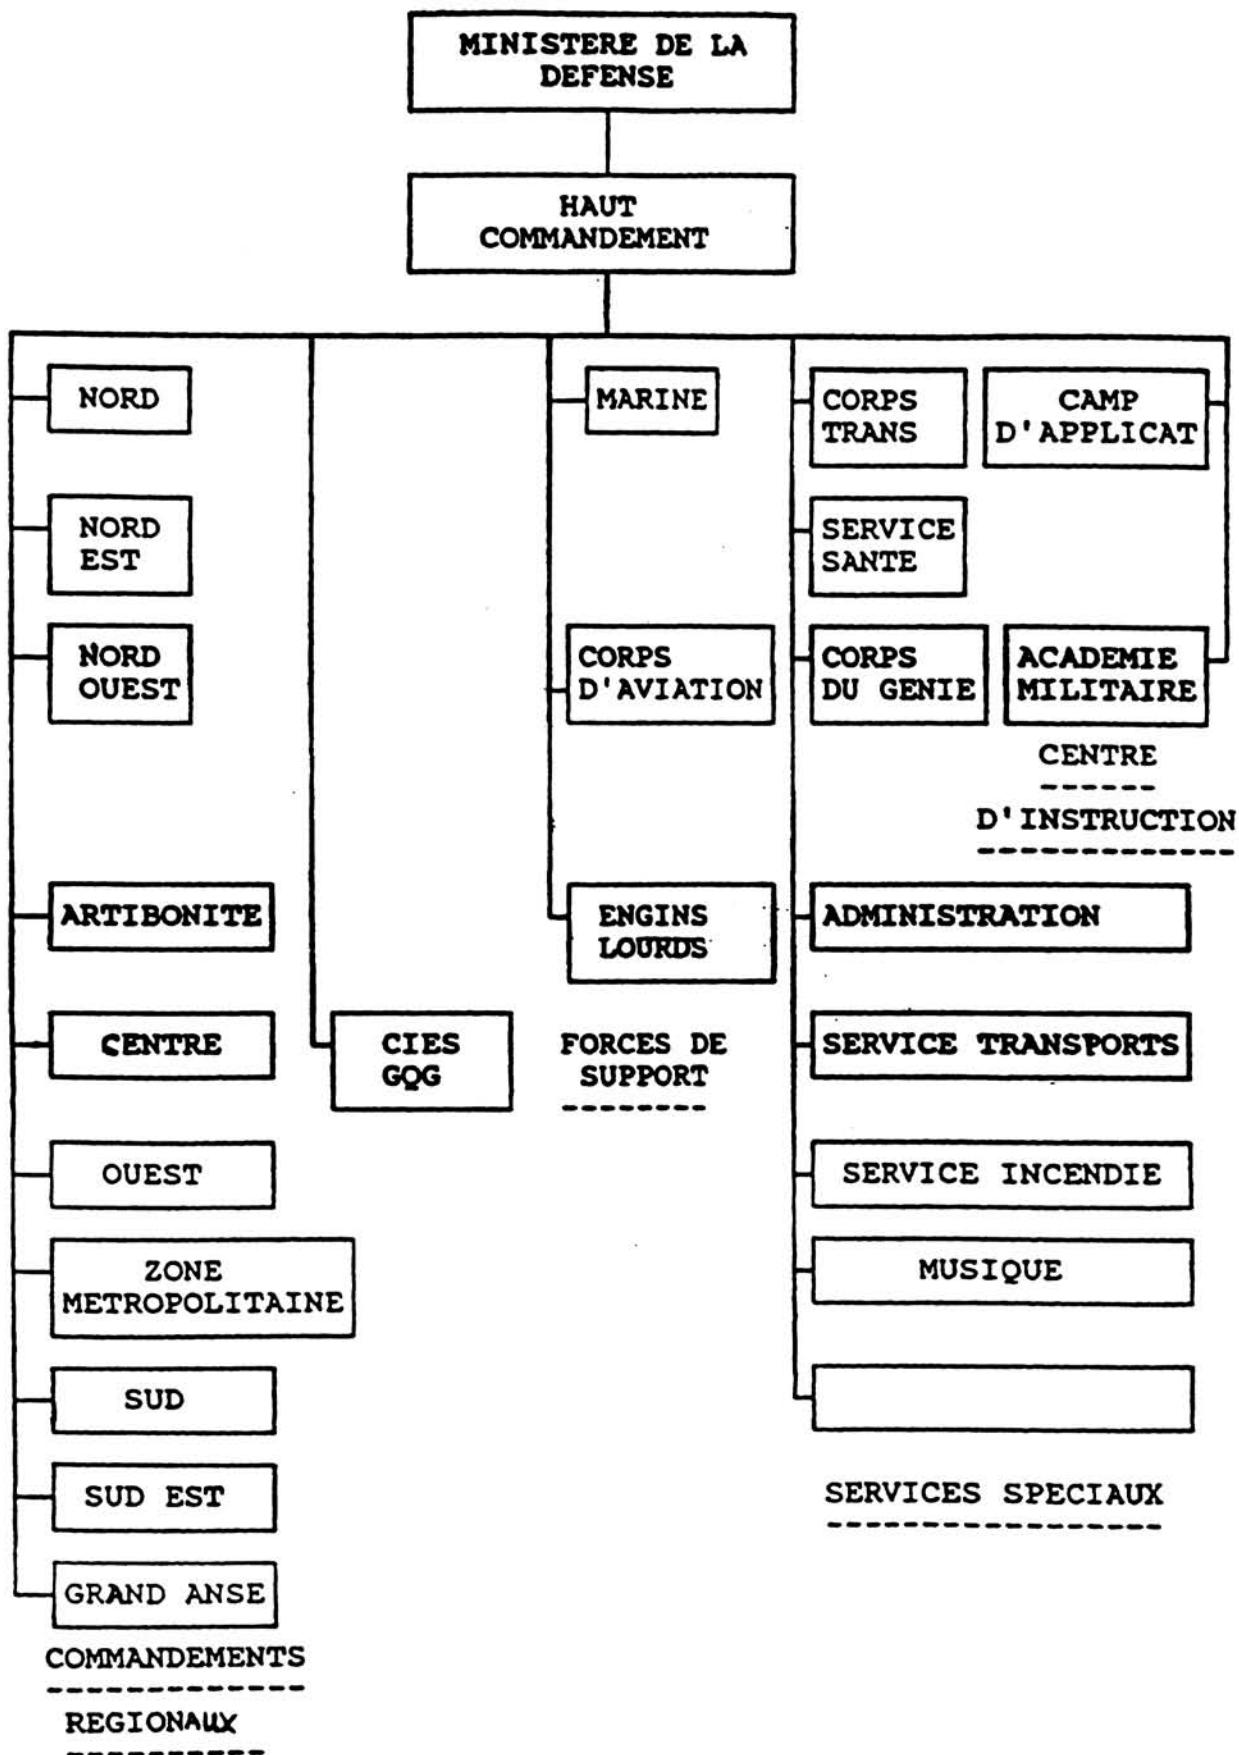 MINISTERE DE LA
DEFENSE
HAUT
COMMANDEMENT
NORD
NORD
EST
NORD
OUEST
ARTIBONITE
CENTRE
OUEST
ZONE
METROPOLITAINE
SUD
SUD EST
GRAND ANSE
COMMANDEMENTS
REGIONAUX
CIES
GQG
MARINE
CORPS
D'AVIATION
ENGINS
LOURDS
FORCES DE
SUPPORT
CORPS
TRANS
SERVICE
SANTE
CORPS
DU GENIE
ADMINISTRATION
SERVICE TRANSPORTS
SERVICE INCENDIE
MUSIQUE
SERVICES SPECIAUX
CAMP
D'APPLICAT
ACADEMIE
MILITAIRE
CENTRE
D'INSTRUCTION